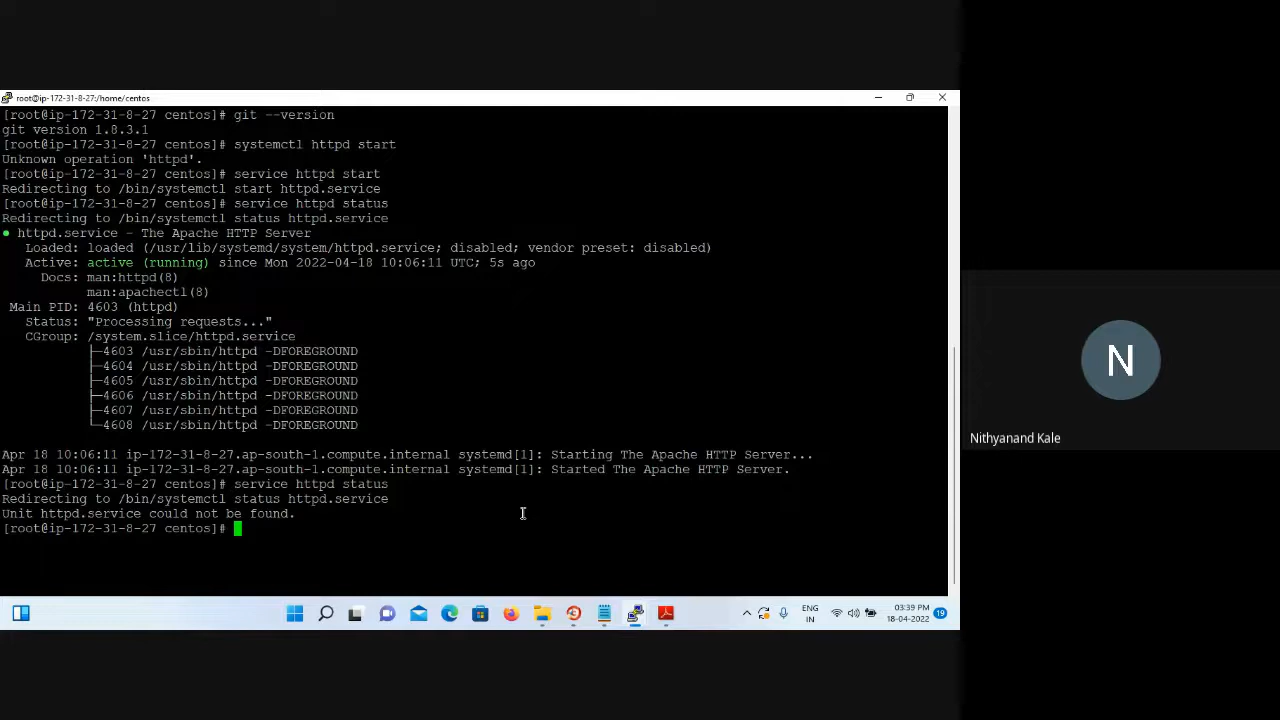 root@ip-172-31-8-27:/home/centos
[root@ip-172-31-8-27 centos]# git --version
git version 1.8.3.1
[root@ip-172-31-8-27 centos]# systemctl httpd start
Unknown operation 'httpd'.
[root@ip-172-31-8-27 centos]# service httpd start
Redirecting to /bin/systemctl start httpd.service
[root@ip-172-31-8-27 centos]# service httpd status
Redirecting to /bin/systemctl status httpd.service
● httpd.service - The Apache HTTP Server
Loaded: loaded (/usr/lib/systemd/system/httpd.service; disabled; vendor preset: disabled)
Active: active (running) since Mon 2022-04-18 10:06:11 UTC; 5s ago
Docs: man:httpd(8)
man:apachectl(8)
Main PID: 4603 (httpd)
Status: "Processing requests..."
CGroup: /system.slice/httpd.service
├─4603 /usr/sbin/httpd -DFOREGROUND
├─4604 /usr/sbin/httpd -DFOREGROUND
├─4605 /usr/sbin/httpd -DFOREGROUND
├─4606 /usr/sbin/httpd -DFOREGROUND
├─4607 /usr/sbin/httpd -DFOREGROUND
└─4608 /usr/sbin/httpd -DFOREGROUND
Apr 18 10:06:11 ip-172-31-8-27.ap-south-1.compute.internal systemd[1]: Starting The Apache HTTP Server...
Apr 18 10:06:11 ip-172-31-8-27.ap-south-1.compute.internal systemd[1]: Started The Apache HTTP Server.
[root@ip-172-31-8-27 centos]# service httpd status
Redirecting to /bin/systemctl status httpd.service
Unit httpd.service could not be found.
[root@ip-172-31-8-27 centos]#
ENG
IN
03:39 PM
18-04-2022
19
N
Nithyanand Kale